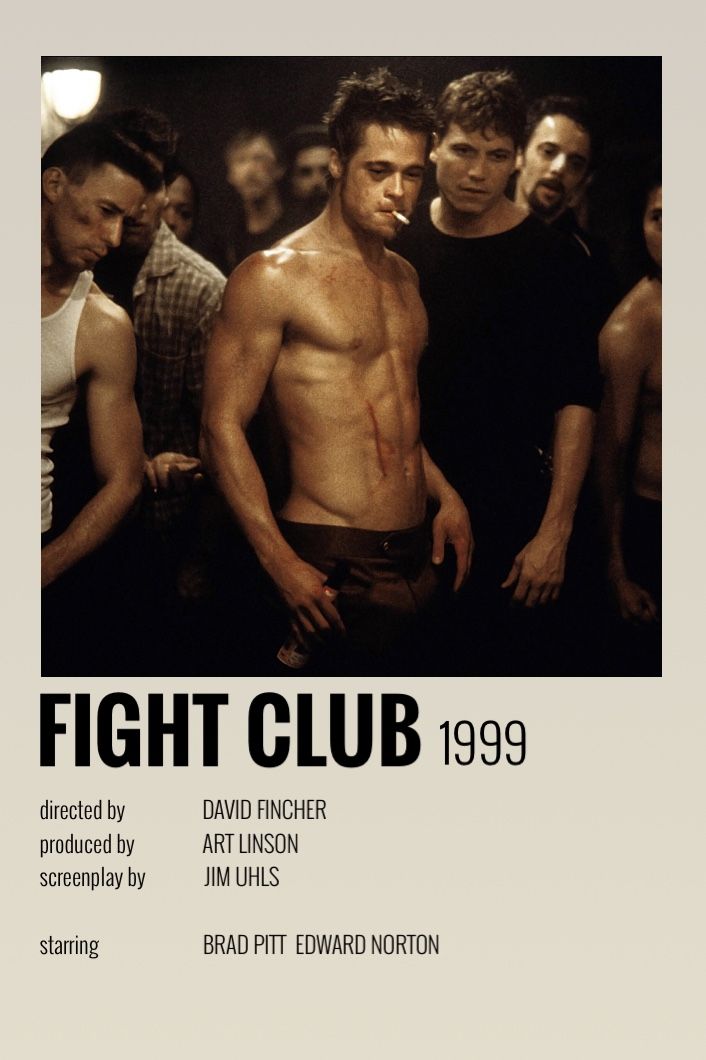 FIGHT CLUB 1999
directed by DAVID FINCHER
produced by ART LINSON
screenplay by JIM UHLS
starring BRAD PITT EDWARD NORTON